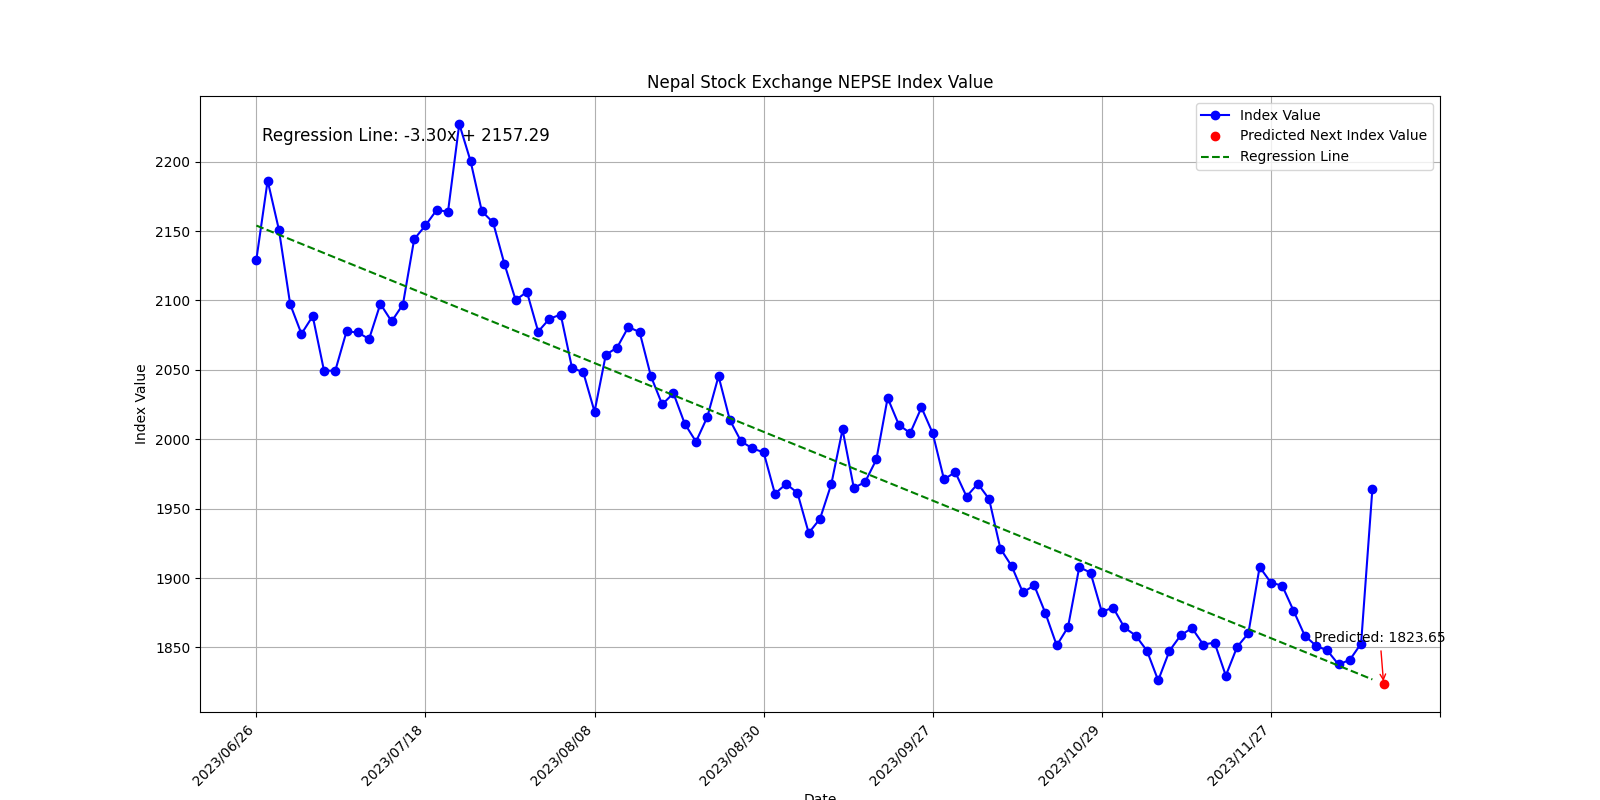 Nepal Stock Exchange NEPSE Index Value
Regression Line: -3.30x + 2157.29
Index Value
Predicted Next Index Value
Regression Line
2200
2150
2100
2050
2000
1950
1900
1850
Index Value
Predicted: 1823.65
2023/06/26
2023/07/18
2023/08/08
2023/08/30
2023/09/27
2023/10/29
2023/11/27
Date